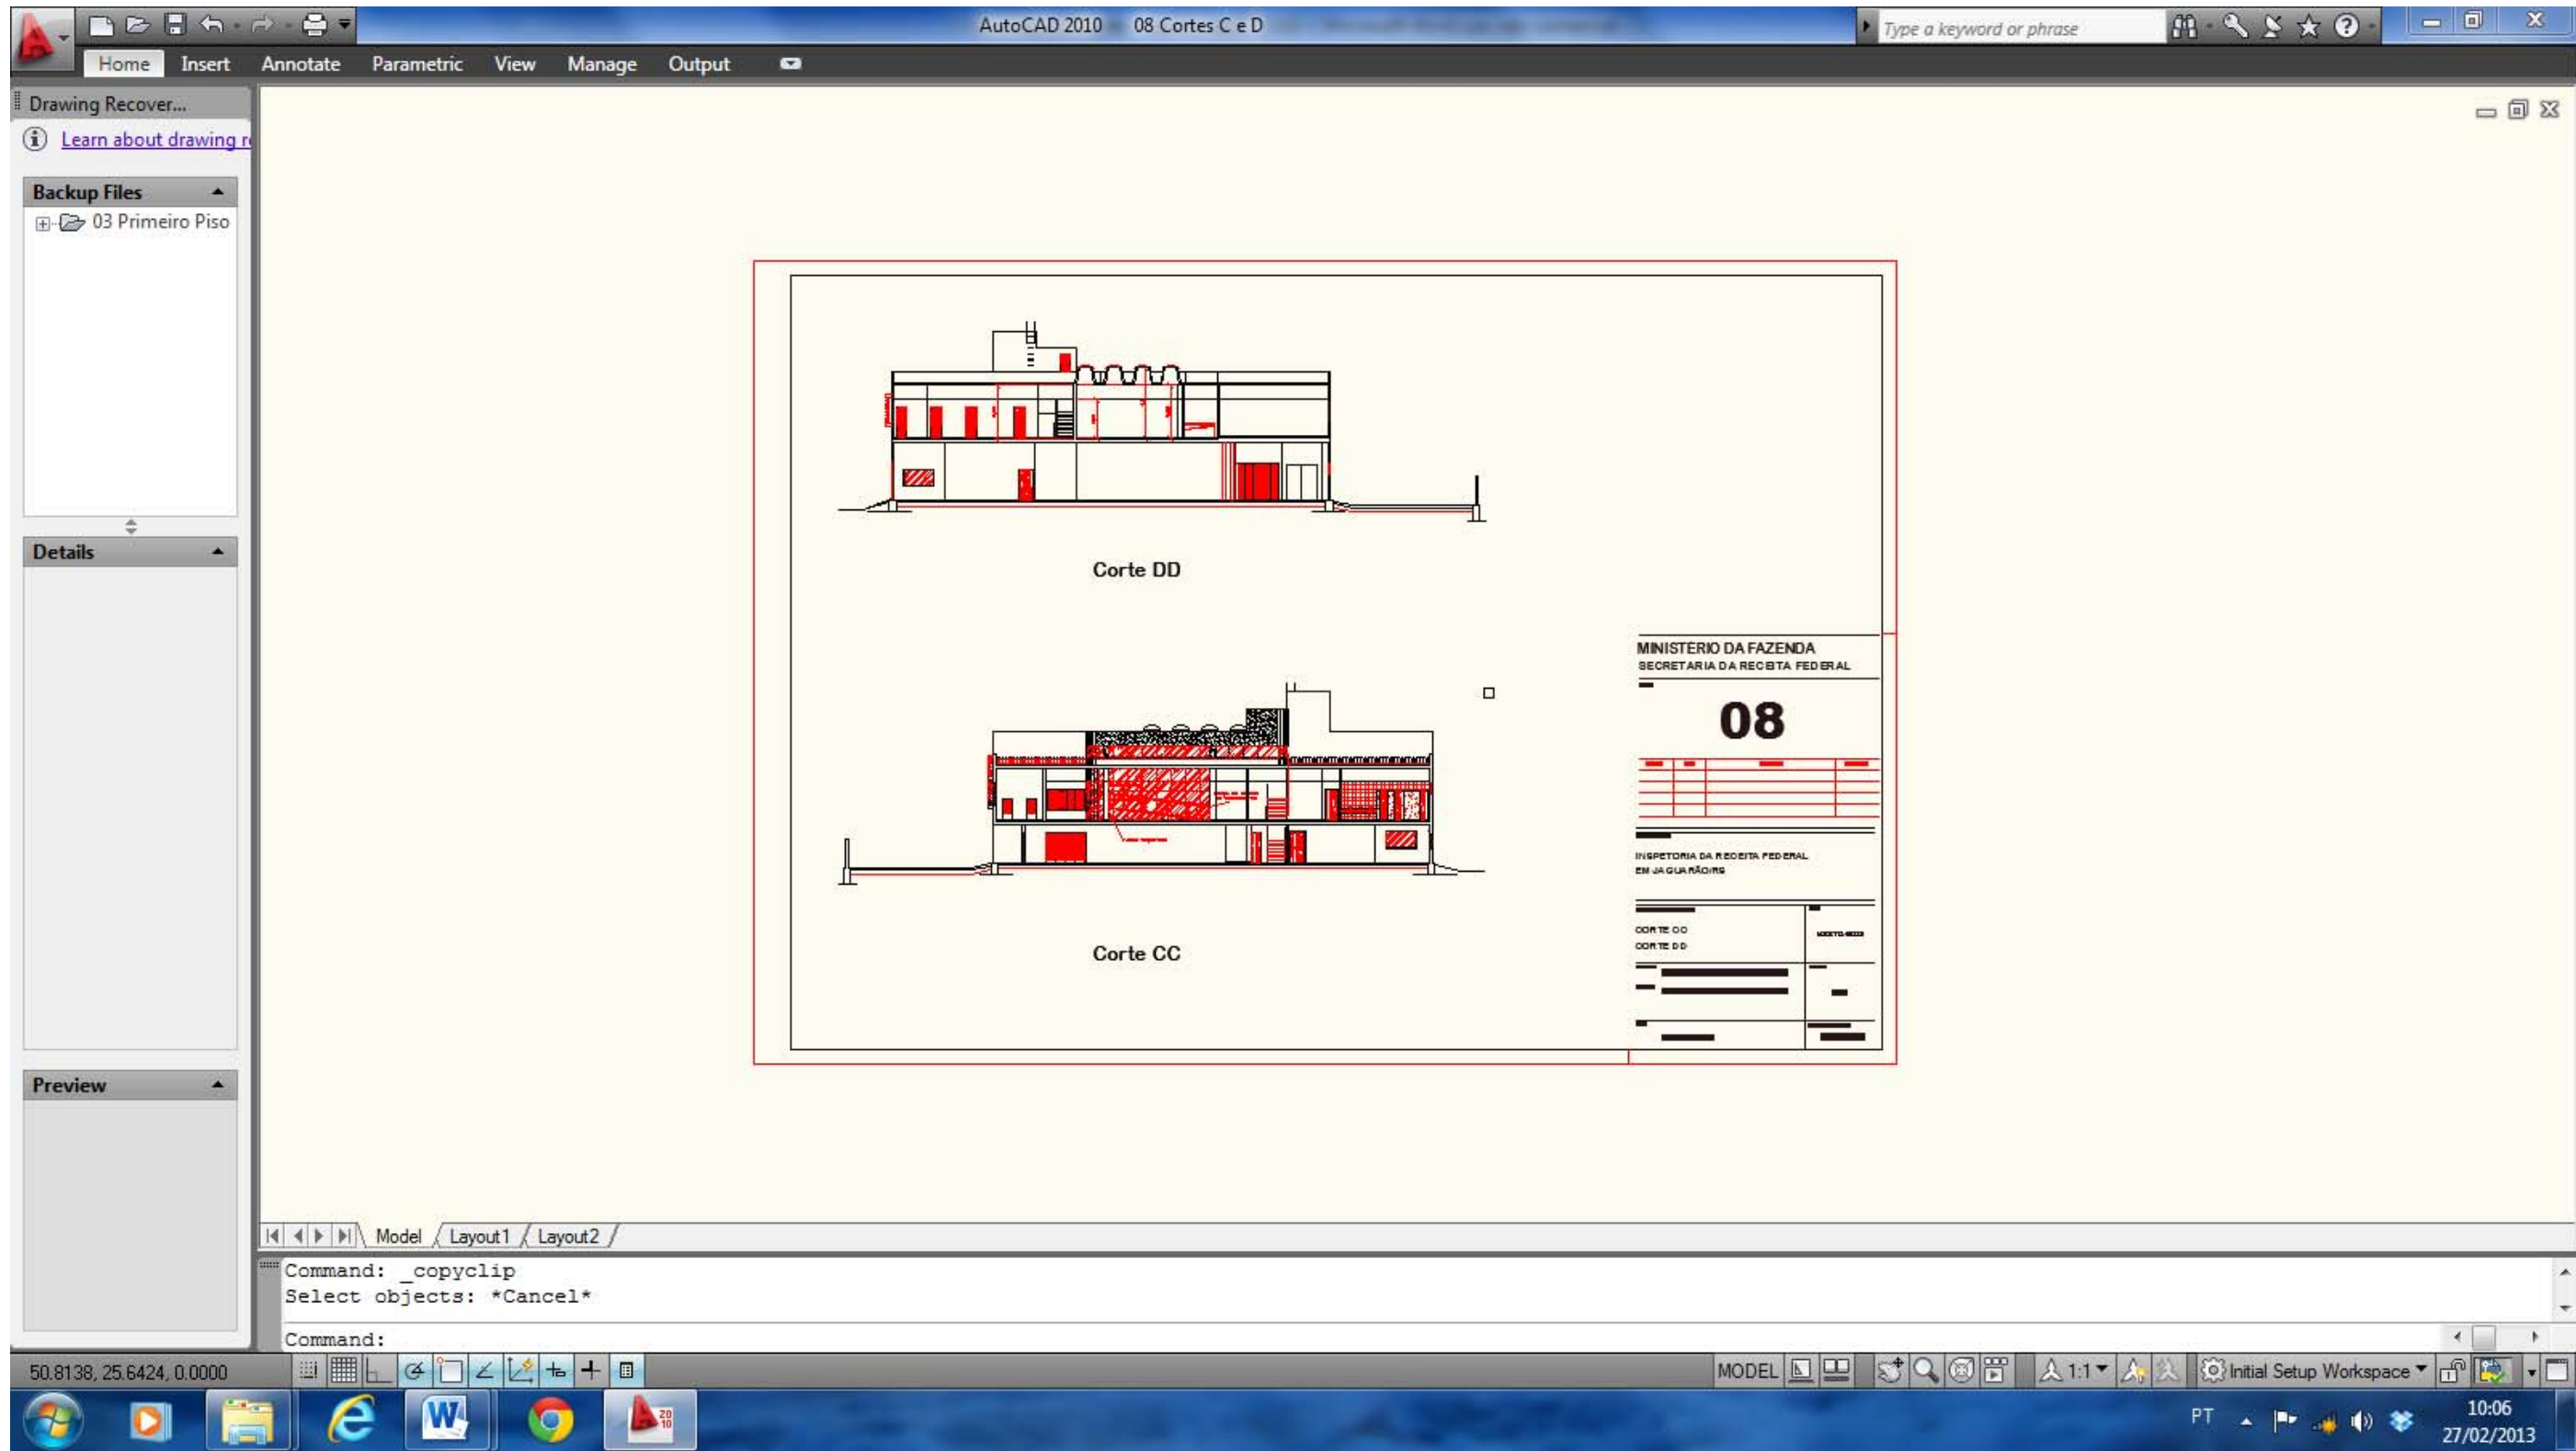 AutoCAD 2010 08 Cortes C e D
Type a keyword or phrase
Home Insert Annotate Parametric View Manage Output
Drawing Recover...
Learn about drawing r
Backup Files
03 Primeiro Piso
Details
Preview
Corte DD
Corte CC
MINISTÉRIO DA FAZENDA
SECRETARIA DA RECEITA FEDERAL
08
INSPETORIA DA RECEITA FEDERAL
EM JAGUARÃO/RS
CORTE CC
CORTE DD
Model Layout1 Layout2
Command: _copyclip
Select objects: *Cancel*
Command:
50.8138, 25.6424, 0.0000
MODEL
1:1
Initial Setup Workspace
W
20
10
PT
10:06
27/02/2013